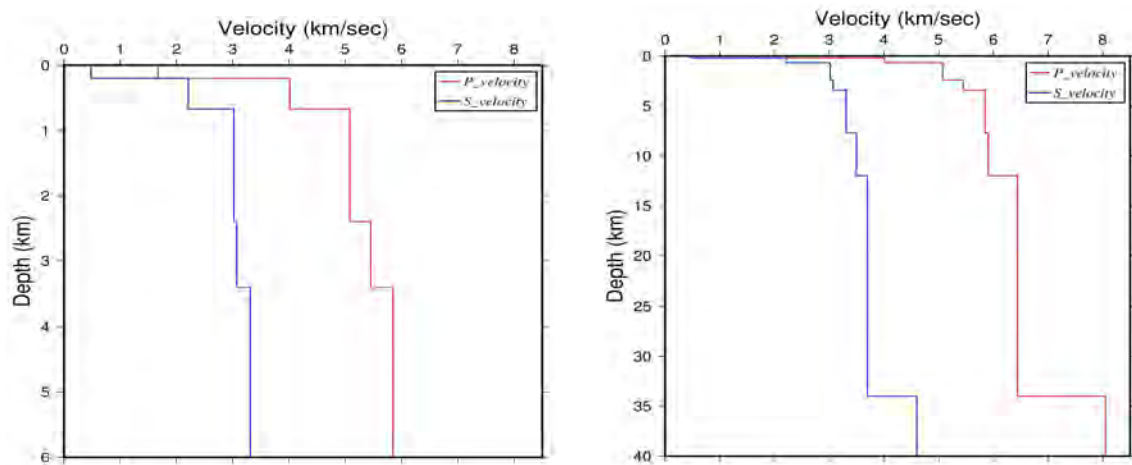 Velocity (km/sec)
0 1 2 3 4 5 6 7 8
P_velocity
S_velocity
Depth (km)
0
1
2
3
4
5
6
Velocity (km/sec)
0 1 2 3 4 5 6 7 8
P_velocity
S_velocity
Depth (km)
0
5
10
15
20
25
30
35
40